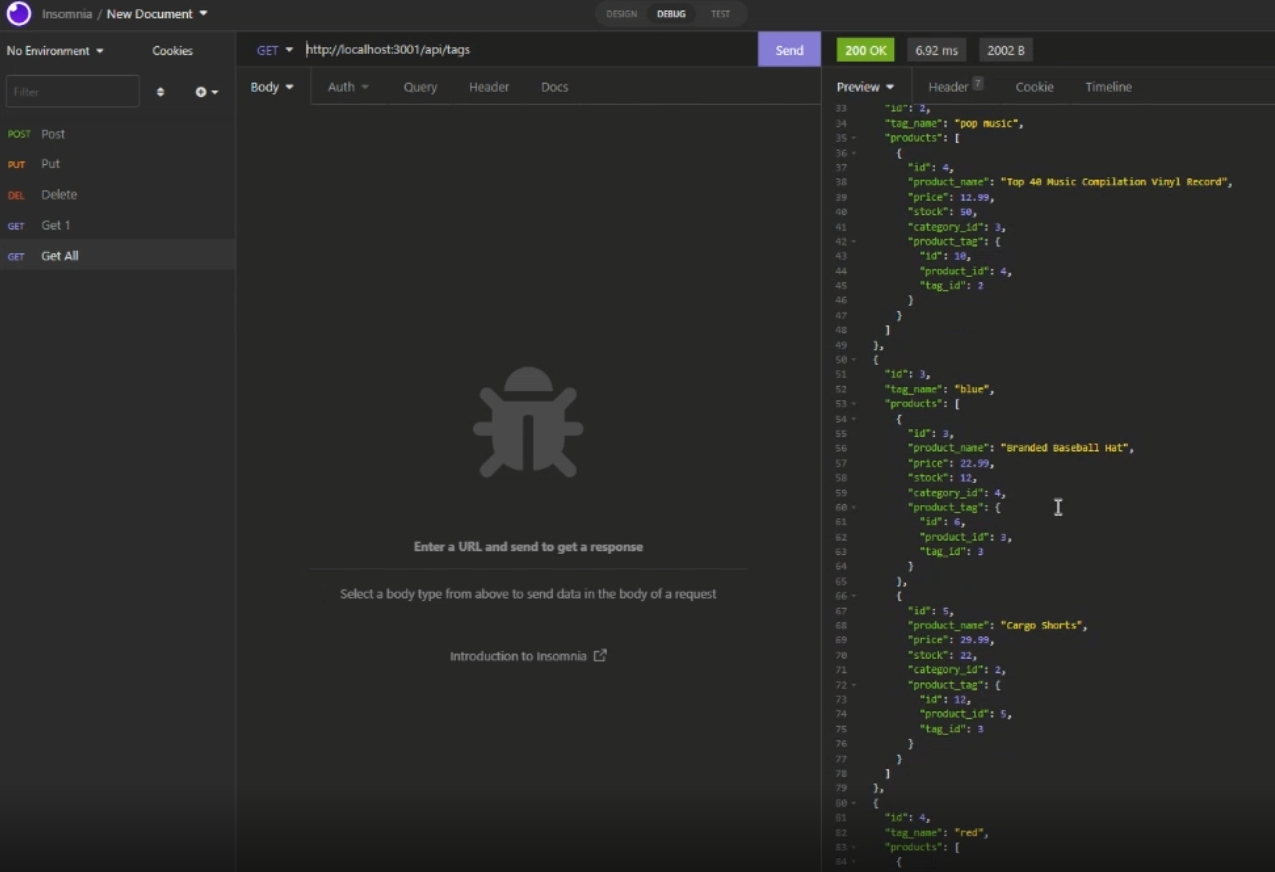 Insomnia / New Document
DESIGN DEBUG TEST
No Environment Cookies
GET http://localhost:3001/api/tags Send
200 OK 6.92 ms 2002 B
Filter
Body Auth Query Header Docs
Preview Header 7 Cookie Timeline
POST Post
PUT Put
DEL Delete
GET Get 1
GET Get All
Enter a URL and send to get a response
Select a body type from above to send data in the body of a request
Introduction to Insomnia
33 "id": 2,
34 "tag_name": "pop music",
35 "products": [
36 {
37 "id": 4,
38 "product_name": "Top 40 Music Compilation Vinyl Record",
39 "price": 12.99,
40 "stock": 50,
41 "category_id": 3,
42 "product_tag": {
43 "id": 10,
44 "product_id": 4,
45 "tag_id": 2
46 }
47 }
48 ]
49 },
50 {
51 "id": 3,
52 "tag_name": "blue",
53 "products": [
54 {
55 "id": 3,
56 "product_name": "Branded Baseball Hat",
57 "price": 22.99,
58 "stock": 12,
59 "category_id": 4,
60 "product_tag": {
61 "id": 6,
62 "product_id": 3,
63 "tag_id": 3
64 }
65 },
66 {
67 "id": 5,
68 "product_name": "Cargo Shorts",
69 "price": 29.99,
70 "stock": 22,
71 "category_id": 2,
72 "product_tag": {
73 "id": 12,
74 "product_id": 5,
75 "tag_id": 3
76 }
77 }
78 ]
79 },
80 {
81 "id": 4,
82 "tag_name": "red",
83 "products": [
84 {